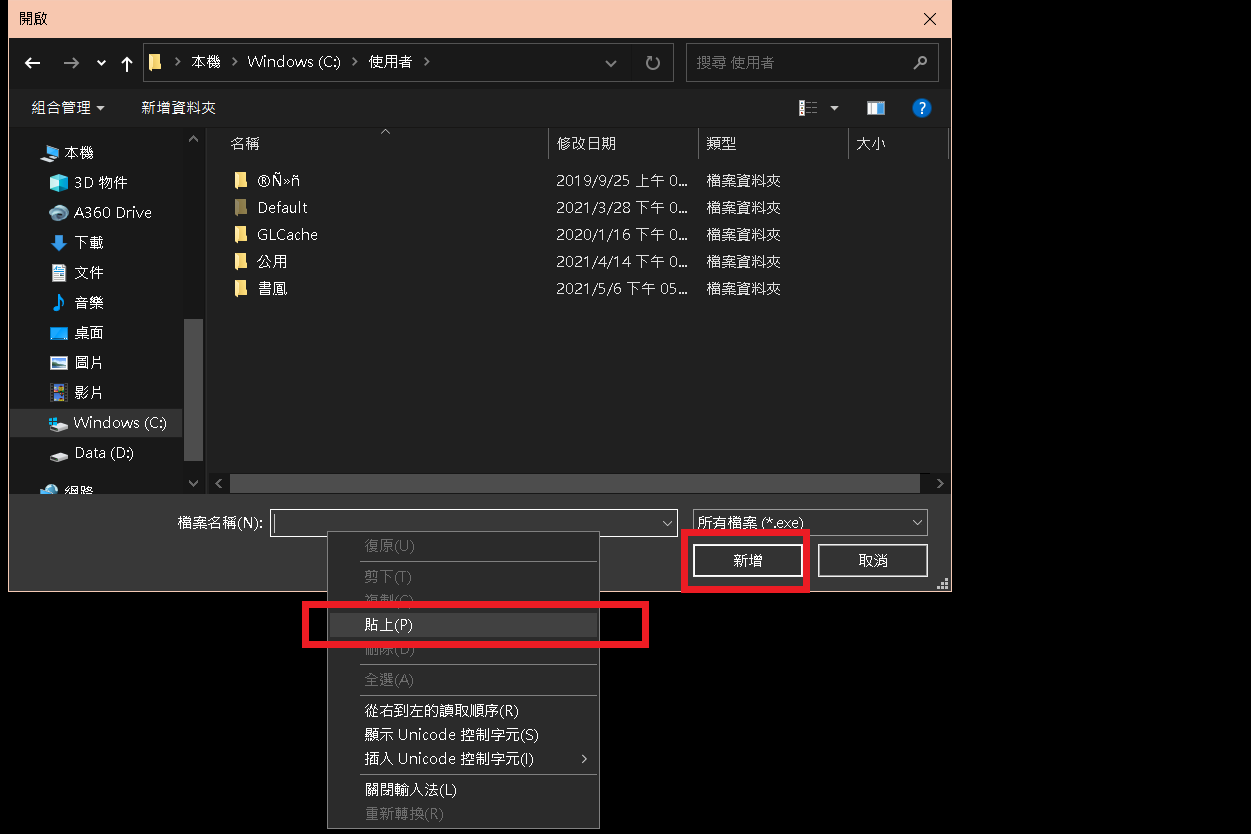 開啟
本機 Windows (C:) 使用者
搜尋 使用者
組合管理 新增資料夾
?
本機
3D 物件
A360 Drive
下載
文件
音樂
桌面
圖片
影片
Windows (C:)
Data (D:)
網路
名稱 修改日期 類型 大小
®Ñ»ñ 2019/9/25 上午 0... 檔案資料夾
Default 2021/3/28 下午 0... 檔案資料夾
GLCache 2020/1/16 下午 0... 檔案資料夾
公用 2021/4/14 下午 0... 檔案資料夾
書鳳 2021/5/6 下午 05... 檔案資料夾
檔案名稱(N): 所有檔案 (*.exe)
新增 取消
復原(U)
剪下(T)
複製(C)
貼上(P)
刪除(D)
全選(A)
從右到左的讀取順序(R)
顯示 Unicode 控制字元(S)
插入 Unicode 控制字元(I)
關閉輸入法(L)
重新轉換(R)